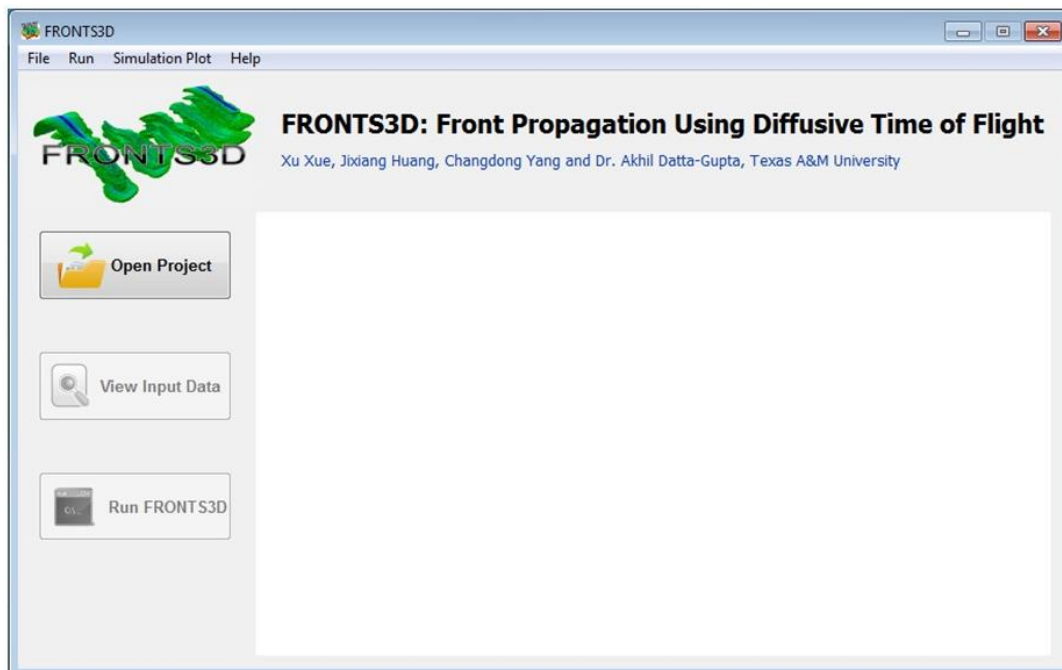 FRONTS3D
File Run Simulation Plot Help
FRONTS3D
FRONTS3D: Front Propagation Using Diffusive Time of Flight
Xu Xue, Jixiang Huang, Changdong Yang and Dr. Akhil Datta-Gupta, Texas A&M University
Open Project
View Input Data
Run FRONTS3D